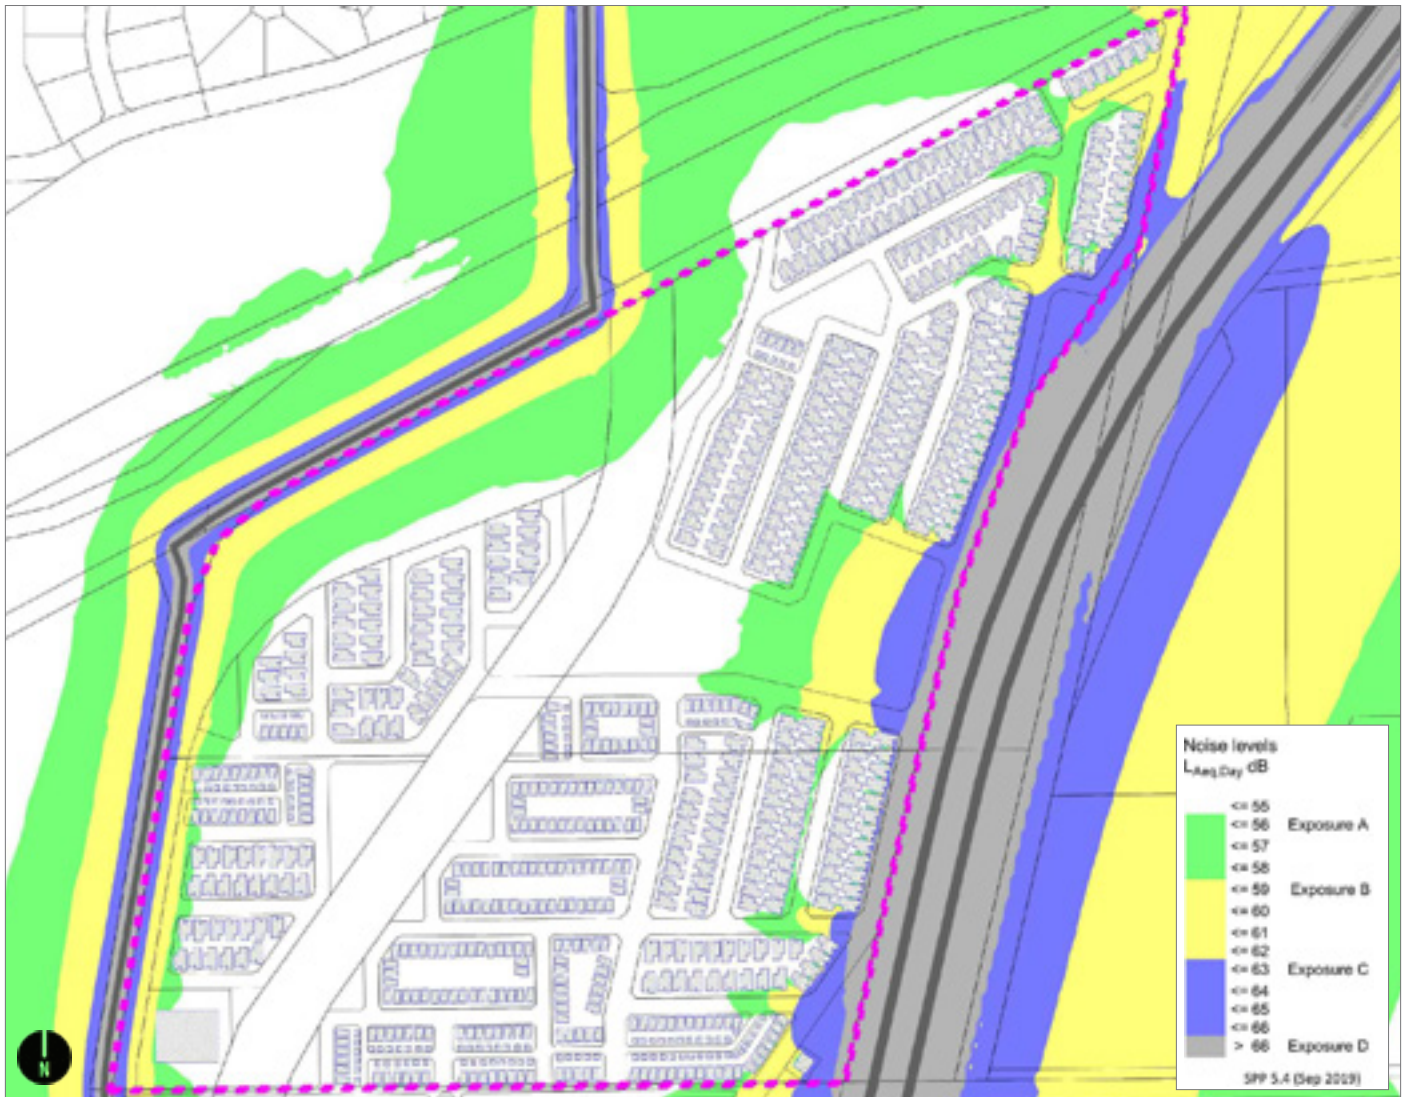 Noise levels
LAeq,Day dB
<= 55
<= 56 Exposure A
<= 57
<= 58
<= 59 Exposure B
<= 60
<= 61
<= 62
<= 63 Exposure C
<= 64
<= 65
<= 66
> 66 Exposure D
SPP 5.4 (Sep 2019)
N